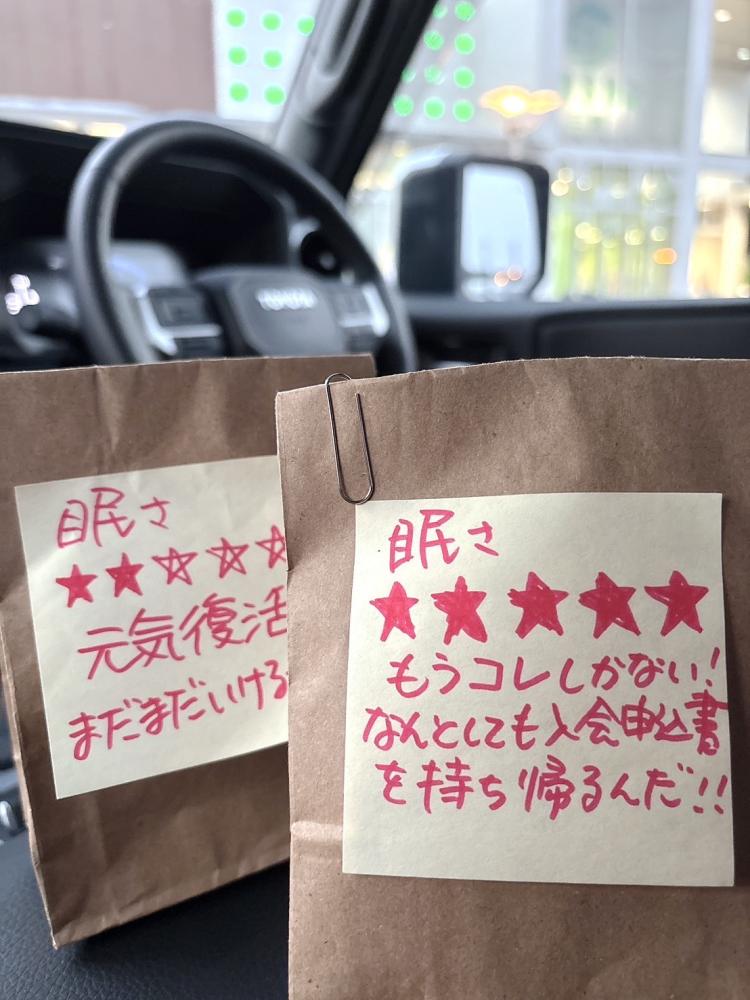 眠さ
★★☆☆☆
元気復活
まだまだいける
眠さ
★★★★★
もうコレしかない!
なんとしても入会申込書
を持ち帰るんだ!!